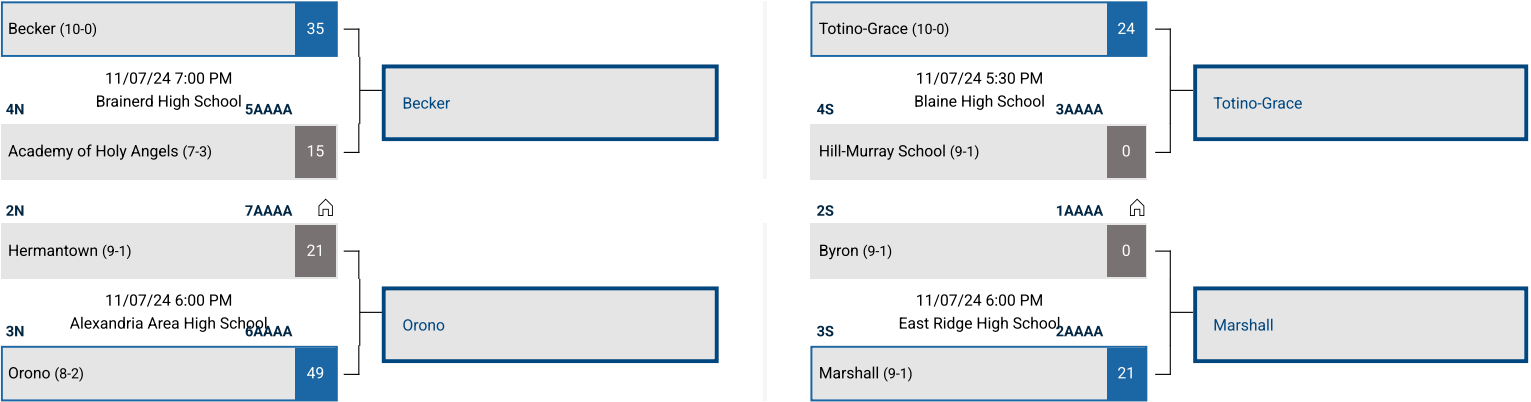 Becker (10-0) 35
11/07/24 7:00 PM
Brainerd High School
4N 5AAAA
Academy of Holy Angels (7-3) 15
Becker
2N 7AAAA
Hermantown (9-1) 21
11/07/24 6:00 PM
Alexandria Area High School
3N 6AAAA
Orono (8-2) 49
Orono
Totino-Grace (10-0) 24
11/07/24 5:30 PM
Blaine High School
4S 3AAAA
Hill-Murray School (9-1) 0
Totino-Grace
2S 1AAAA
Byron (9-1) 0
11/07/24 6:00 PM
East Ridge High School
3S 2AAAA
Marshall (9-1) 21
Marshall